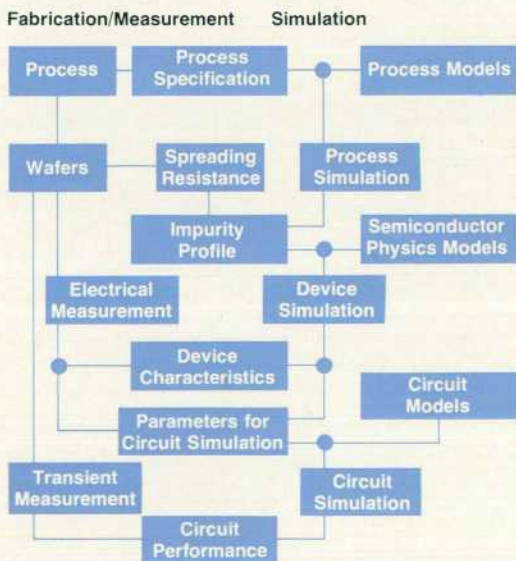 Fabrication/Measurement Simulation
Process
Process
Specification
Process Models
Wafers
Spreading
Resistance
Process
Simulation
Impurity
Profile
Semiconductor
Physics Models
Electrical
Measurement
Device
Simulation
Device
Characteristics
Circuit
Models
Parameters for
Circuit Simulation
Transient
Measurement
Circuit
Simulation
Circuit
Performance